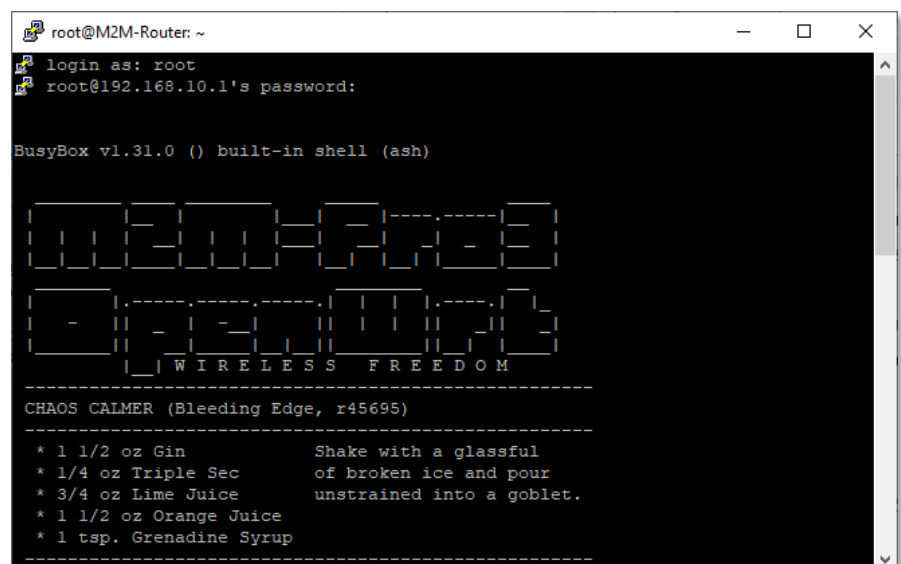 root@M2M-Router: ~
login as: root
root@192.168.10.1's password:
BusyBox v1.31.0 () built-in shell (ash)
M2M-Pro3
OpenWrt
W I R E L E S S   F R E E D O M
-----------------------------------------------------
CHAOS CALMER (Bleeding Edge, r45695)
-----------------------------------------------------
* 1 1/2 oz Gin            Shake with a glassful
* 1/4 oz Triple Sec       of broken ice and pour
* 3/4 oz Lime Juice       unstrained into a goblet.
* 1 1/2 oz Orange Juice
* 1 tsp. Grenadine Syrup
-----------------------------------------------------